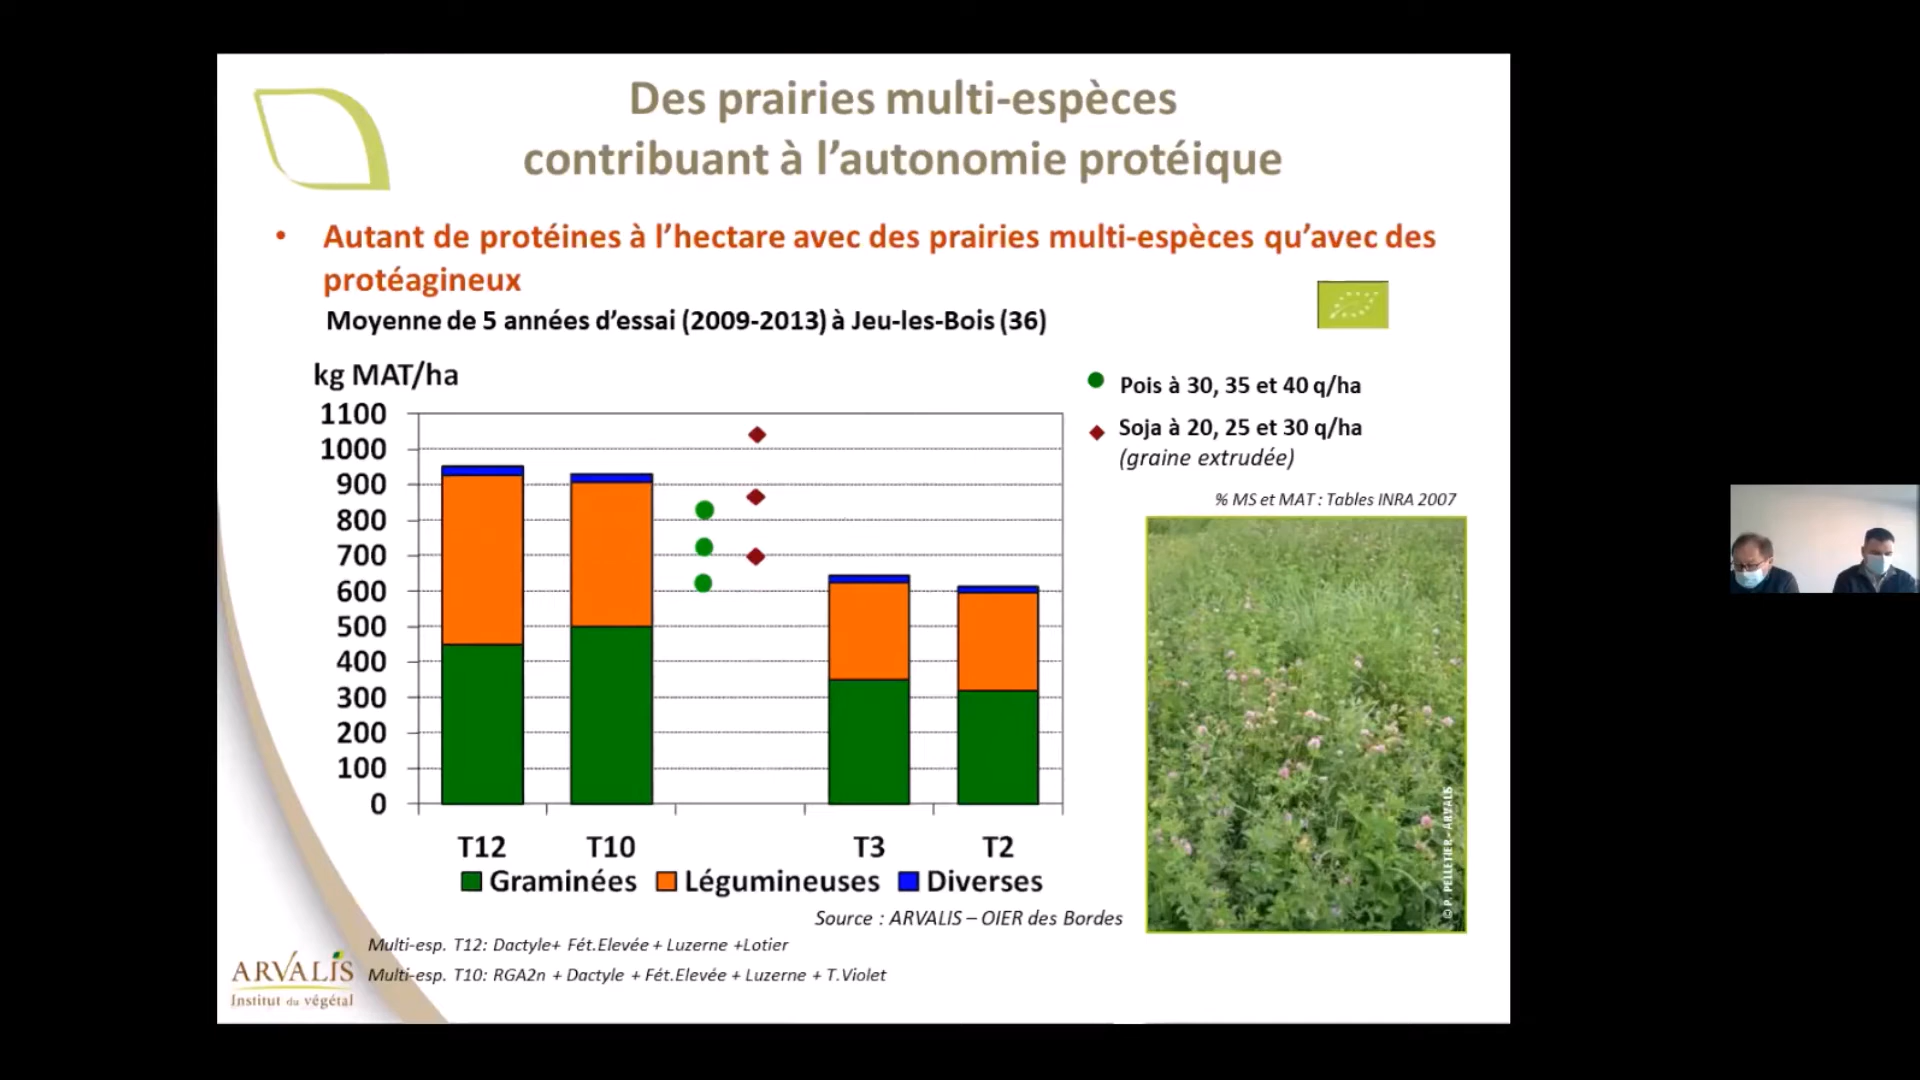 Des prairies multi-espèces
contribuant à l’autonomie protéique
• Autant de protéines à l’hectare avec des prairies multi-espèces qu’avec des
protéagineux
Moyenne de 5 années d’essai (2009-2013) à Jeu-les-Bois (36)
kg MAT/ha
1100
1000
900
800
700
600
500
400
300
200
100
0
T12 T10 T3 T2
Graminées Légumineuses Diverses
Pois à 30, 35 et 40 q/ha
Soja à 20, 25 et 30 q/ha
(graine extrudée)
% MS et MAT : Tables INRA 2007
© P. PELLETIER - ARVALIS
Source : ARVALIS – OIER des Bordes
Multi-esp. T12: Dactyle+ Fét.Elevée + Luzerne +Lotier
Multi-esp. T10: RGA2n + Dactyle + Fét.Elevée + Luzerne + T.Violet
ARVALIS
Institut du végétal